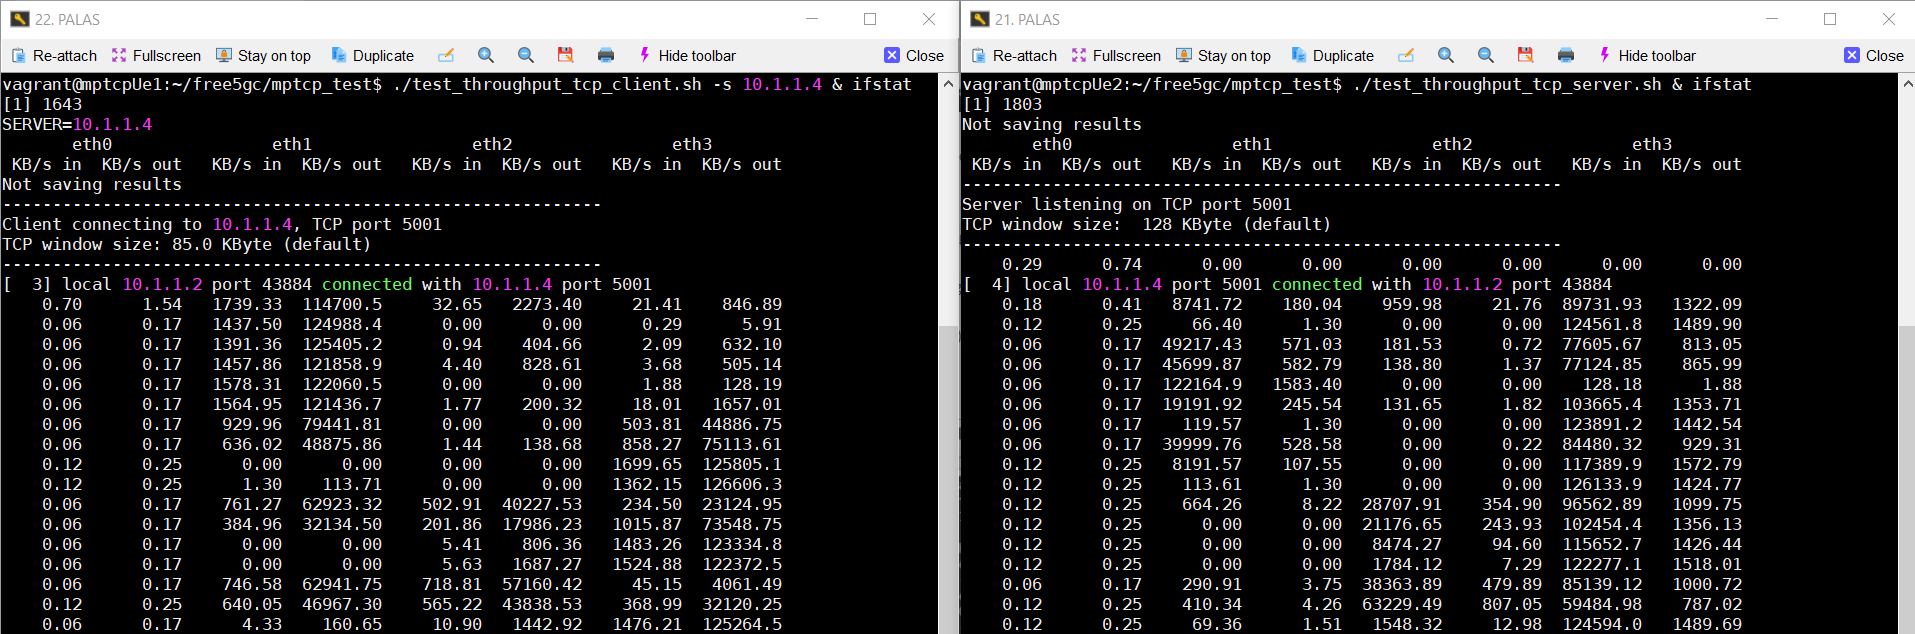 22. PALAS
Re-attach Fullscreen Stay on top Duplicate Hide toolbar Close
vagrant@mptcpUe1:~/free5gc/mptcp_test$ ./test_throughput_tcp_client.sh -s 10.1.1.4 & ifstat
[1] 1643
SERVER=10.1.1.4
eth0 eth1 eth2 eth3
KB/s in KB/s out KB/s in KB/s out KB/s in KB/s out KB/s in KB/s out
Not saving results
------------------------------------------------------------
Client connecting to 10.1.1.4, TCP port 5001
TCP window size: 85.0 KByte (default)
------------------------------------------------------------
[  3] local 10.1.1.2 port 43884 connected with 10.1.1.4 port 5001
0.70 1.54 1739.33 114700.5 32.65 2273.40 21.41 846.89
0.06 0.17 1437.50 124988.4 0.00 0.00 0.29 5.91
0.06 0.17 1391.36 125405.2 0.94 404.66 2.09 632.10
0.06 0.17 1457.86 121858.9 4.40 828.61 3.68 505.14
0.06 0.17 1578.31 122060.5 0.00 0.00 1.88 128.19
0.06 0.17 1564.95 121436.7 1.77 200.32 18.01 1657.01
0.06 0.17 929.96 79441.81 0.00 0.00 503.81 44886.75
0.06 0.17 636.02 48875.86 1.44 138.68 858.27 75113.61
0.12 0.25 0.00 0.00 0.00 0.00 1699.65 125805.1
0.12 0.25 1.30 113.71 0.00 0.00 1362.15 126606.3
0.06 0.17 761.27 62923.32 502.91 40227.53 234.50 23124.95
0.06 0.17 384.96 32134.50 201.86 17986.23 1015.87 73548.75
0.06 0.17 0.00 0.00 5.41 806.36 1483.26 123334.8
0.06 0.17 0.00 0.00 5.63 1687.27 1524.88 122372.5
0.06 0.17 746.58 62941.75 718.81 57160.42 45.15 4061.49
0.12 0.25 640.05 46967.30 565.22 43838.53 368.99 32120.25
0.06 0.17 4.33 160.65 10.90 1442.92 1476.21 125264.5
21. PALAS
Re-attach Fullscreen Stay on top Duplicate Hide toolbar Close
vagrant@mptcpUe2:~/free5gc/mptcp_test$ ./test_throughput_tcp_server.sh & ifstat
[1] 1803
Not saving results
eth0 eth1 eth2 eth3
KB/s in KB/s out KB/s in KB/s out KB/s in KB/s out KB/s in KB/s out
------------------------------------------------------------
Server listening on TCP port 5001
TCP window size:  128 KByte (default)
------------------------------------------------------------
0.29 0.74 0.00 0.00 0.00 0.00 0.00 0.00
[  4] local 10.1.1.4 port 5001 connected with 10.1.1.2 port 43884
0.18 0.41 8741.72 180.04 959.98 21.76 89731.93 1322.09
0.12 0.25 66.40 1.30 0.00 0.00 124561.8 1489.90
0.06 0.17 49217.43 571.03 181.53 0.72 77605.67 813.05
0.06 0.17 45699.87 582.79 138.80 1.37 77124.85 865.99
0.06 0.17 122164.9 1583.40 0.00 0.00 128.18 1.88
0.06 0.17 19191.92 245.54 131.65 1.82 103665.4 1353.71
0.06 0.17 119.57 1.30 0.00 0.00 123891.2 1442.54
0.06 0.17 39999.76 528.58 0.00 0.22 84480.32 929.31
0.12 0.25 8191.57 107.55 0.00 0.00 117389.9 1572.79
0.12 0.25 113.61 1.30 0.00 0.00 126133.9 1424.77
0.12 0.25 664.26 8.22 28707.91 354.90 96562.89 1099.75
0.12 0.25 0.00 0.00 21176.65 243.93 102454.4 1356.13
0.12 0.25 0.00 0.00 8474.27 94.60 115652.7 1426.44
0.12 0.25 0.00 0.00 1784.12 7.29 122277.1 1518.01
0.06 0.17 290.91 3.75 38363.89 479.89 85139.12 1000.72
0.12 0.25 410.34 4.26 63229.49 807.05 59484.98 787.02
0.12 0.25 69.36 1.51 1548.32 12.98 124594.0 1489.69